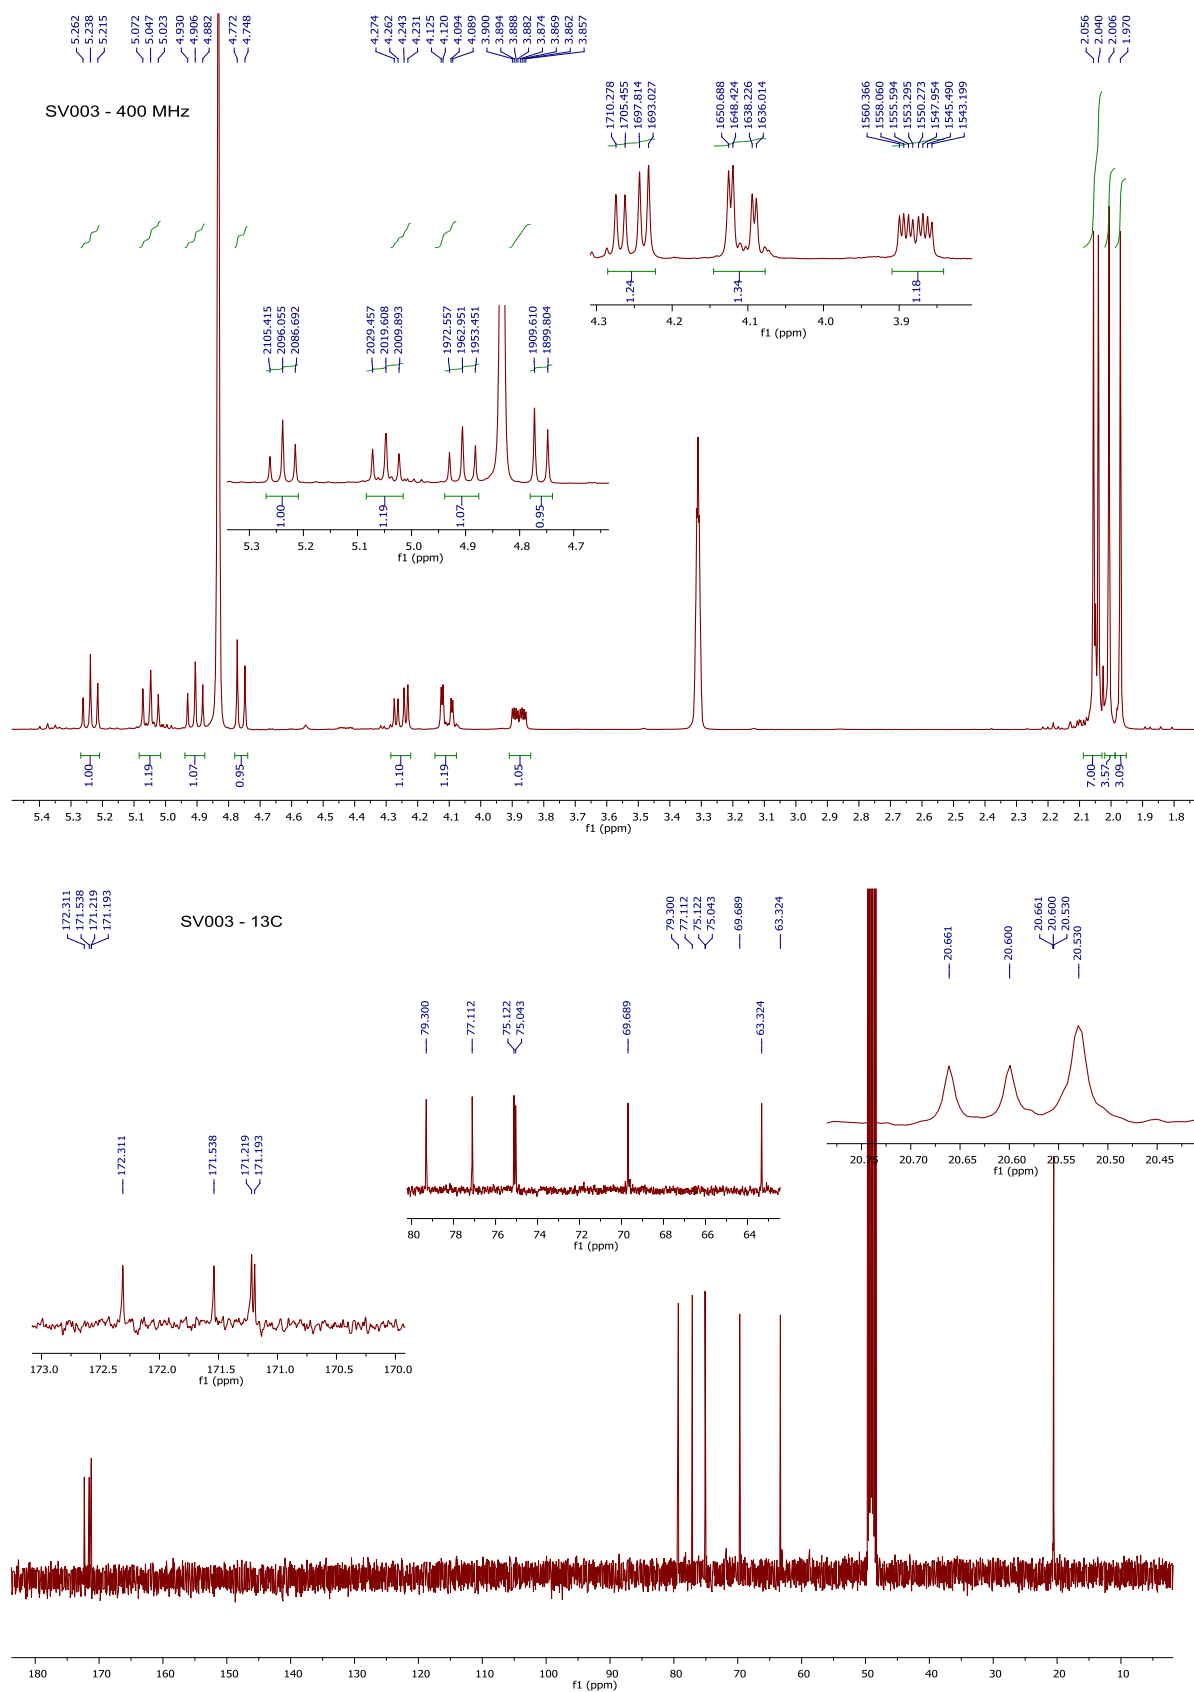 5.262 5.238 5.215 5.072 5.047 5.023 4.930 4.906 4.882 4.772 4.748 4.274 4.262 4.243 4.231 4.125 4.120 4.094 4.089 3.900 3.894 3.888 3.882 3.874 3.869 3.862 3.857 2.056 2.040 2.006 1.970
SV003 - 400 MHz
1710.278 1705.455 1697.814 1693.027 1650.688 1648.424 1638.226 1636.014 1560.366 1558.060 1555.594 1553.295 1550.273 1547.954 1545.490 1543.199
1.24 1.34 1.18
4.3 4.2 4.1 4.0 3.9
f1 (ppm)
2105.415 2096.055 2086.692 2029.457 2019.608 2009.893 1972.557 1962.951 1953.451 1909.610 1899.804
1.00 1.19 1.07 0.95
5.3 5.2 5.1 5.0 4.9 4.8 4.7
f1 (ppm)
1.00 1.19 1.07 0.95 1.10 1.19 1.05 7.00 3.57 3.09
5.4 5.3 5.2 5.1 5.0 4.9 4.8 4.7 4.6 4.5 4.4 4.3 4.2 4.1 4.0 3.9 3.8 3.7 3.6 3.5 3.4 3.3 3.2 3.1 3.0 2.9 2.8 2.7 2.6 2.5 2.4 2.3 2.2 2.1 2.0 1.9 1.8
f1 (ppm)
172.311 171.538 171.219 171.193 79.300 77.112 75.122 75.043 69.689 63.324 20.661 20.600 20.530
SV003 - 13C
20.661 20.600 20.530
20.75 20.70 20.65 20.60 20.55 20.50 20.45
f1 (ppm)
79.300 77.112 75.122 75.043 69.689 63.324
80 78 76 74 72 70 68 66 64
f1 (ppm)
172.311 171.538 171.219 171.193
173.0 172.5 172.0 171.5 171.0 170.5 170.0
f1 (ppm)
180 170 160 150 140 130 120 110 100 90 80 70 60 50 40 30 20 10
f1 (ppm)